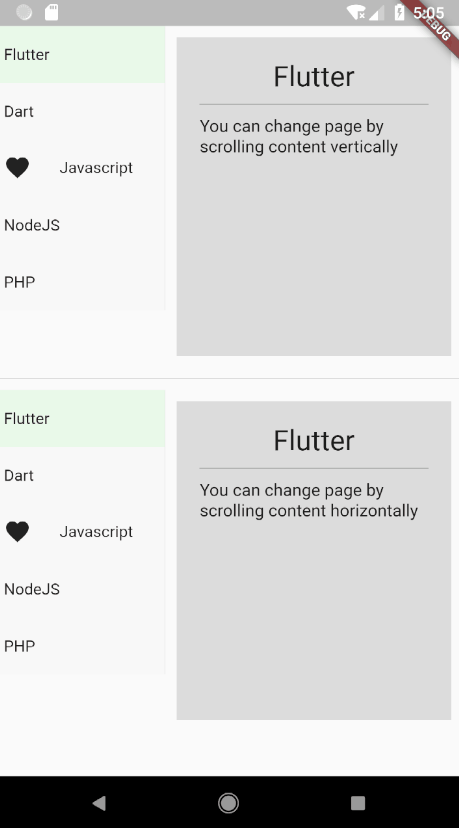 5:05
DEBUG
Flutter
Dart
Javascript
NodeJS
PHP
Flutter
You can change page by
scrolling content vertically
Flutter
Dart
Javascript
NodeJS
PHP
Flutter
You can change page by
scrolling content horizontally